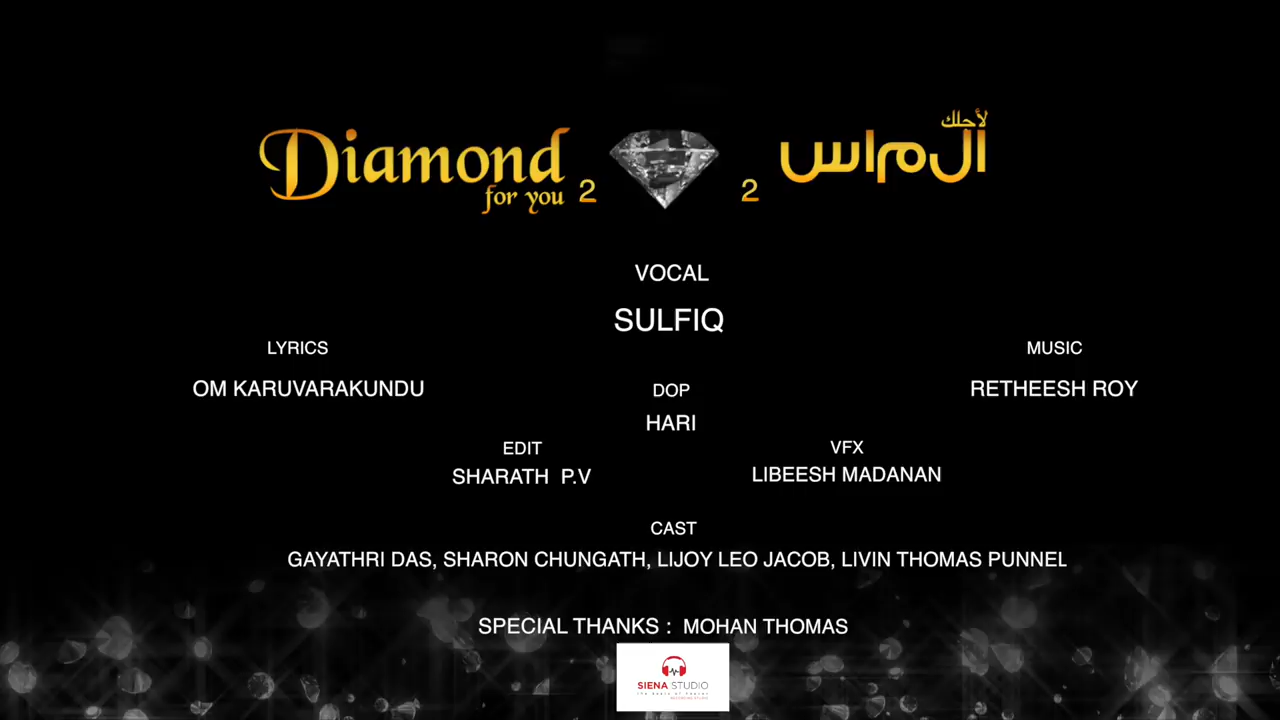 Diamond
for you 2
2
لأجلك
الماس
VOCAL
SULFIQ
LYRICS
MUSIC
OM KARUVARAKUNDU
DOP
RETHEESH ROY
HARI
EDIT
VFX
SHARATH P.V
LIBEESH MADANAN
CAST
GAYATHRI DAS, SHARON CHUNGATH, LIJOY LEO JACOB, LIVIN THOMAS PUNNEL
SPECIAL THANKS : MOHAN THOMAS
SIENA STUDIO